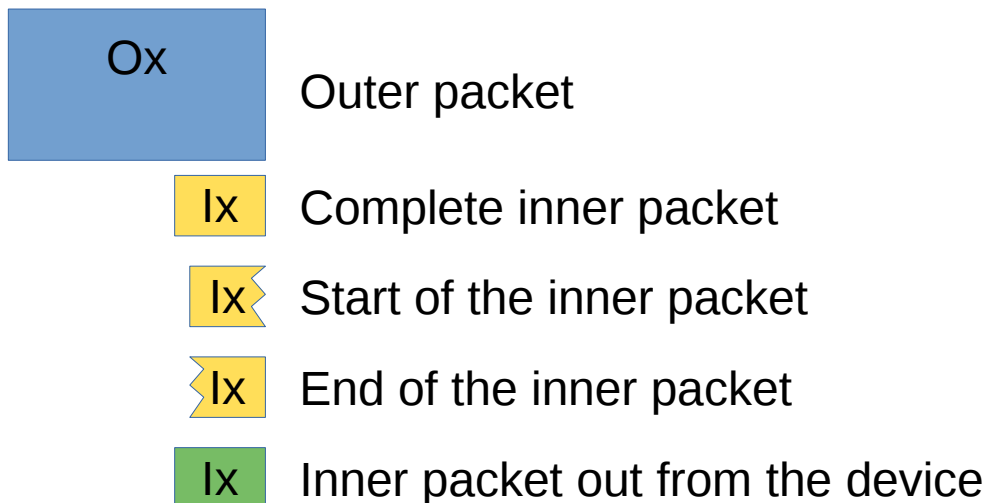 Ox
Outer packet
Ix Complete inner packet
Ix Start of the inner packet
Ix End of the inner packet
Ix Inner packet out from the device